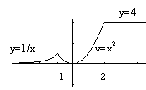 y=4
y=1/x
y=x²
1
2